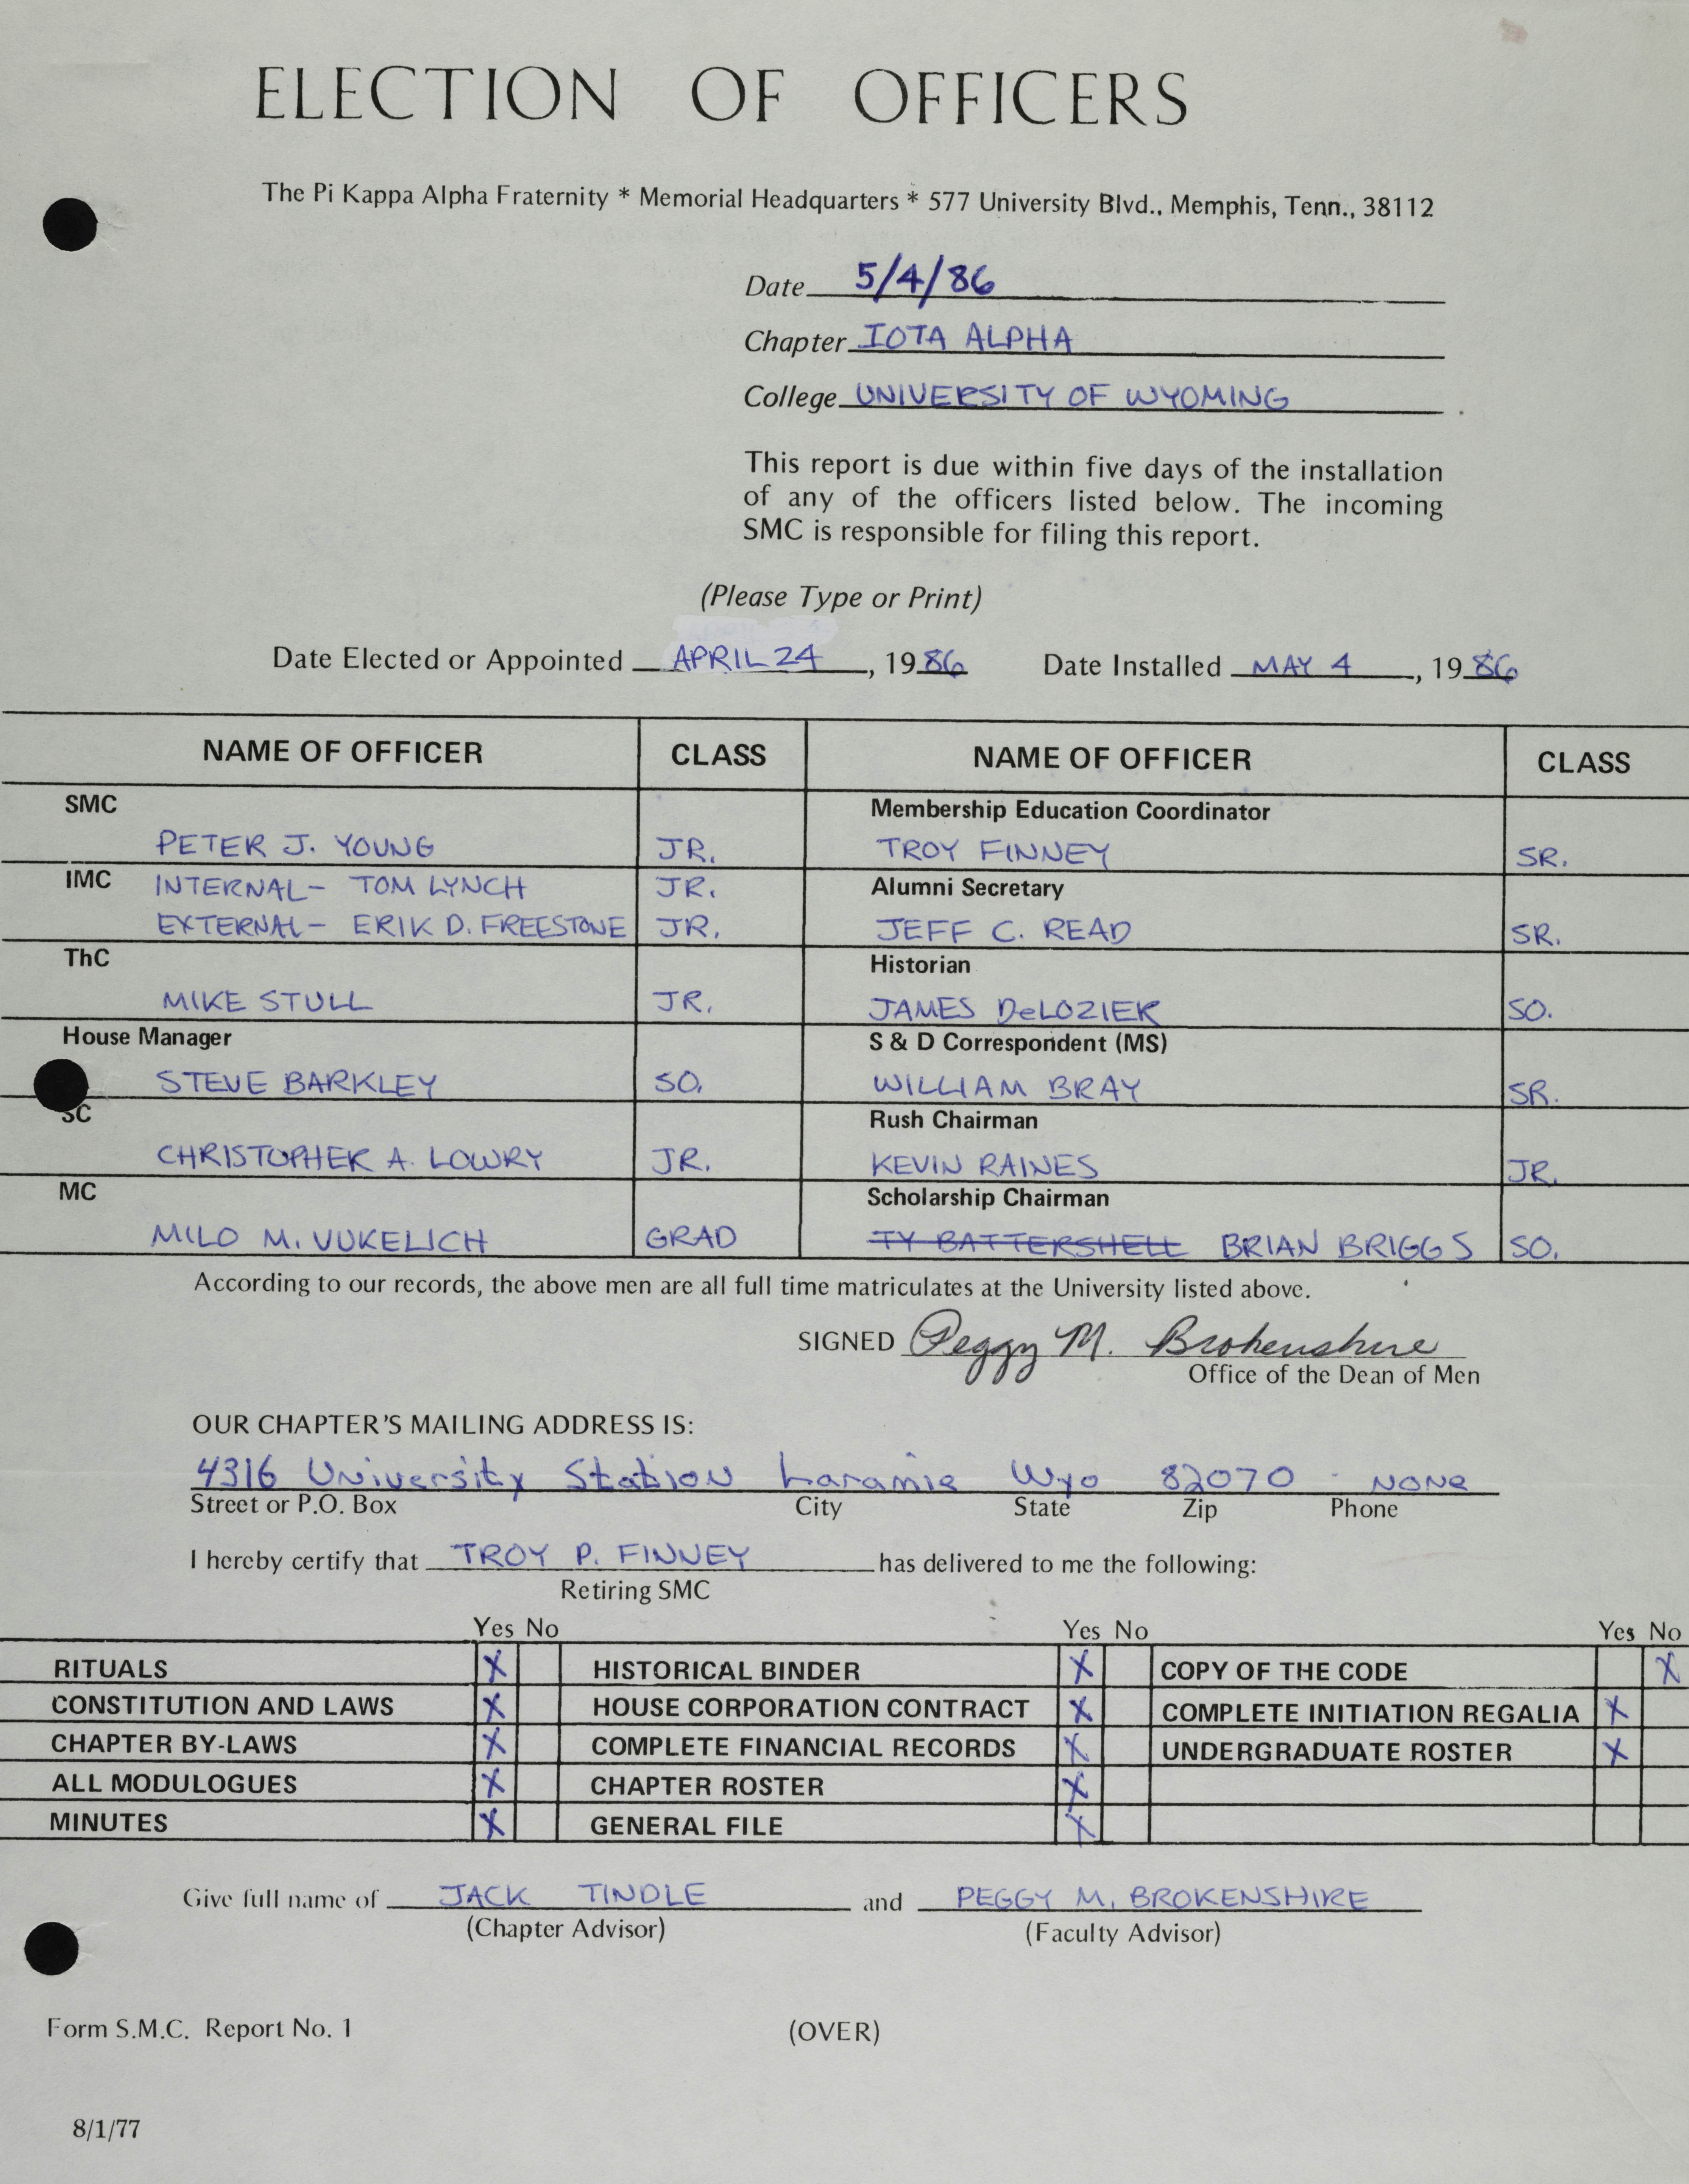 ELECTION OF OFFICERS
The Pi Kappa Alpha Fraternity * Memorial Headquarters * 577 University Blvd., Memphis, Tenn., 38112
Date 5/4/86
Chapter IOTA ALPHA
College UNIVERSITY OF WYOMING
This report is due within five days of the installation
of any of the officers listed below. The incoming
SMC is responsible for filing this report.
(Please Type or Print)
Date Elected or Appointed APRIL 24, 1986 Date Installed MAY 4, 1986
NAME OF OFFICER CLASS NAME OF OFFICER CLASS
SMC Membership Education Coordinator
PETER J. YOUNG JR. TROY FINNEY SR.
IMC INTERNAL- TOM LYNCH JR. Alumni Secretary
EXTERNAL- ERIK D. FREESTONE JR. JEFF C. READ SR.
ThC Historian
MIKE STULL JR. JAMES DeLOZIER SO.
House Manager S & D Correspondent (MS)
STEVE BARKLEY SO. WILLIAM BRAY SR.
SC Rush Chairman
CHRISTOPHER A. LOWRY JR. KEVIN RAINES JR.
MC Scholarship Chairman
MILO M. VUKELICH GRAD TY BATTERSHELL BRIAN BRIGGS SO.
According to our records, the above men are all full time matriculates at the University listed above.
SIGNED Peggy M. Brokenshire
Office of the Dean of Men
OUR CHAPTER'S MAILING ADDRESS IS:
4316 University Station Laramie Wyo 82070 NONE
Street or P.O. Box City State Zip Phone
I hereby certify that TROY P. FINNEY has delivered to me the following:
Retiring SMC
Yes No Yes No Yes No
RITUALS X HISTORICAL BINDER X COPY OF THE CODE X
CONSTITUTION AND LAWS X HOUSE CORPORATION CONTRACT X COMPLETE INITIATION REGALIA X
CHAPTER BY-LAWS X COMPLETE FINANCIAL RECORDS X UNDERGRADUATE ROSTER X
ALL MODULOGUES X CHAPTER ROSTER X
MINUTES X GENERAL FILE X
Give full name of JACK TINDLE and PEGGY M. BROKENSHIRE
(Chapter Advisor) (Faculty Advisor)
Form S.M.C. Report No. 1 (OVER)
8/1/77